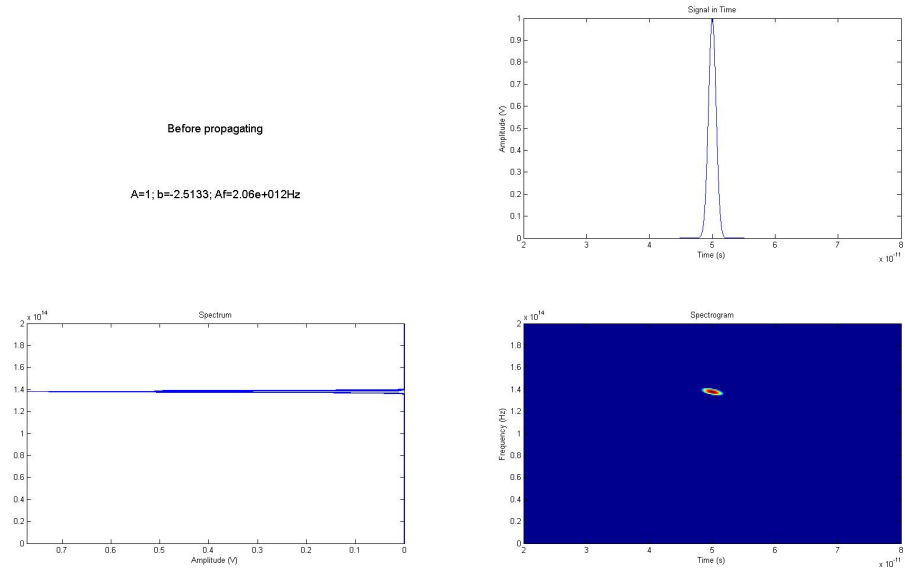 Before propagating
A=1; b=-2.5133; Af=2.06e+012Hz
Signal in Time
1
0.9
0.8
0.7
0.6
0.5
0.4
0.3
0.2
0.1
0
Amplitude (V)
2 3 4 5 6 7 8
Time (s)
x 10^-11
Spectrum
x 10^14
2
1.8
1.6
1.4
1.2
1
0.8
0.6
0.4
0.2
0
0.7 0.6 0.5 0.4 0.3 0.2 0.1 0
Amplitude (V)
Spectrogram
x 10^14
2
1.8
1.6
1.4
1.2
1
0.8
0.6
0.4
0.2
0
Frequency (Hz)
2 3 4 5 6 7 8
Time (s)
x 10^-11